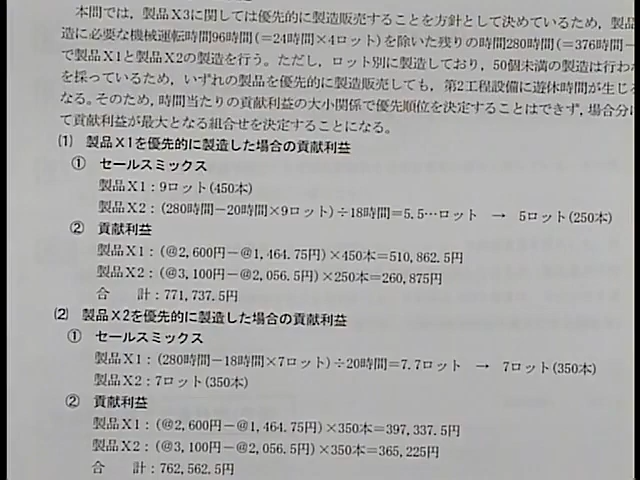 本問では，製品X3に関しては優先的に製造販売することを方針として決めているため，製品
造に必要な機械運転時間96時間(＝24時間×4ロット)を除いた残りの時間280時間(＝376時間－
で製品X1と製品X2の製造を行う。ただし，ロット別に製造しており，50個未満の製造は行わ
を採っているため，いずれの製品を優先的に製造販売しても，第2工程設備に遊休時間が生じ
なる。そのため，時間当たりの貢献利益の大小関係で優先順位を決定することはできず，場合分け
て貢献利益が最大となる組合せを決定することになる。
(1) 製品X1を優先的に製造した場合の貢献利益
① セールスミックス
製品X1：9ロット(450本)
製品X2：(280時間－20時間×9ロット)÷18時間＝5.5…ロット → 5ロット(250本)
② 貢献利益
製品X1：(@2,600円－@1,464.75円)×450本＝510,862.5円
製品X2：(@3,100円－@2,056.5円)×250本＝260,875円
合 計：771,737.5円
(2) 製品X2を優先的に製造した場合の貢献利益
① セールスミックス
製品X1：(280時間－18時間×7ロット)÷20時間＝7.7ロット → 7ロット(350本)
製品X2：7ロット(350本)
② 貢献利益
製品X1：(@2,600円－@1,464.75円)×350本＝397,337.5円
製品X2：(@3,100円－@2,056.5円)×350本＝365,225円
合 計：762,562.5円